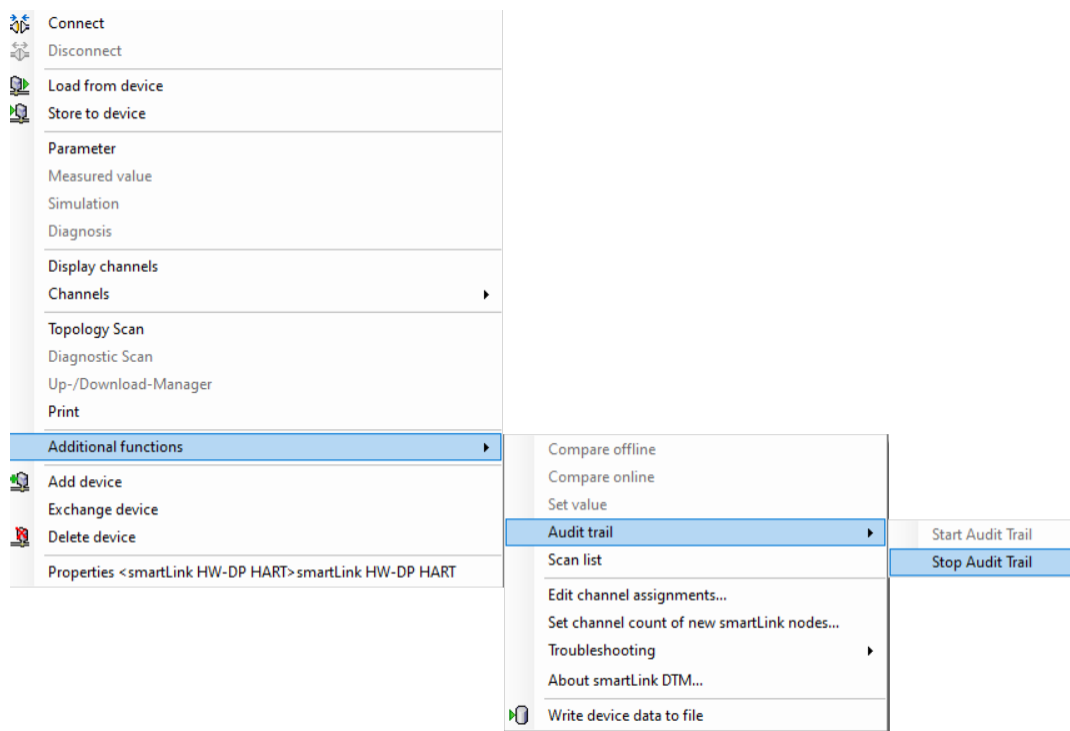 Connect
Disconnect
Load from device
Store to device
Parameter
Measured value
Simulation
Diagnosis
Display channels
Channels
Topology Scan
Diagnostic Scan
Up-/Download-Manager
Print
Additional functions
Add device
Exchange device
Delete device
Properties <smartLink HW-DP HART>smartLink HW-DP HART
Compare offline
Compare online
Set value
Audit trail
Scan list
Edit channel assignments...
Set channel count of new smartLink nodes...
Troubleshooting
About smartLink DTM...
Write device data to file
Start Audit Trail
Stop Audit Trail